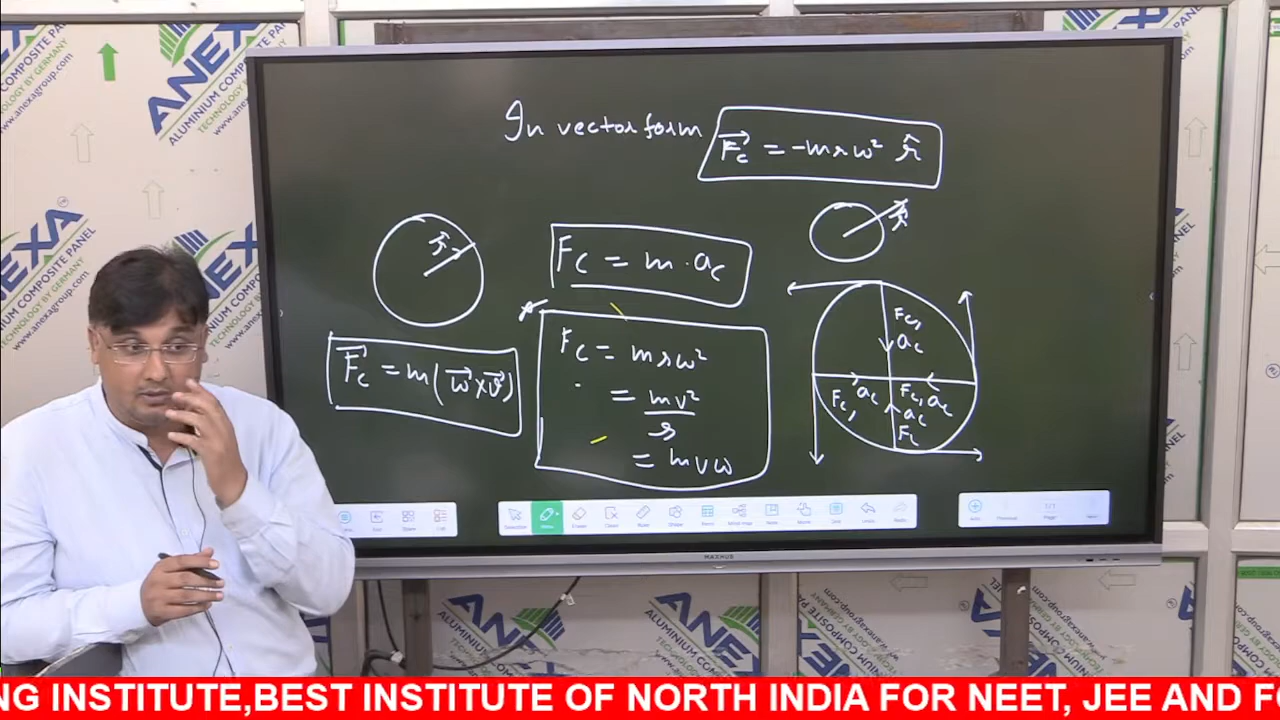 In vector form
F⃗c = -mrω² r̂
r⃗
Fc = m·ac
r⃗
F⃗c = m(ω⃗×v⃗)
Fc = mrω²
= mv²
r
= mvω
Fc,
ac
Fc,
ac
Fc, ac
ac
Fc
MAXHUB
ANEXA
ALUMINIUM COMPOSITE PANEL
TECHNOLOGY BY GERMANY
www.anexagroup.com
NG INSTITUTE,BEST INSTITUTE OF NORTH INDIA FOR NEET, JEE AND F